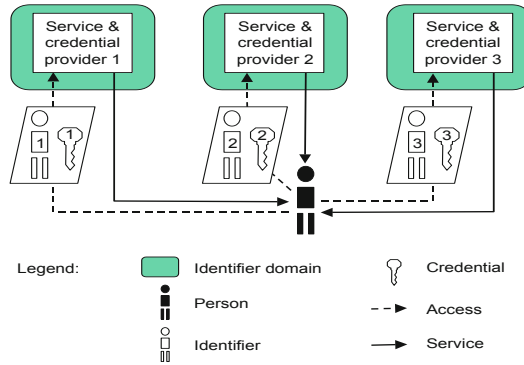 Service &
credential
provider 1
Service &
credential
provider 2
Service &
credential
provider 3
1
1
2
2
3
3
Legend:
Identifier domain
Credential
Person
Access
Identifier
Service